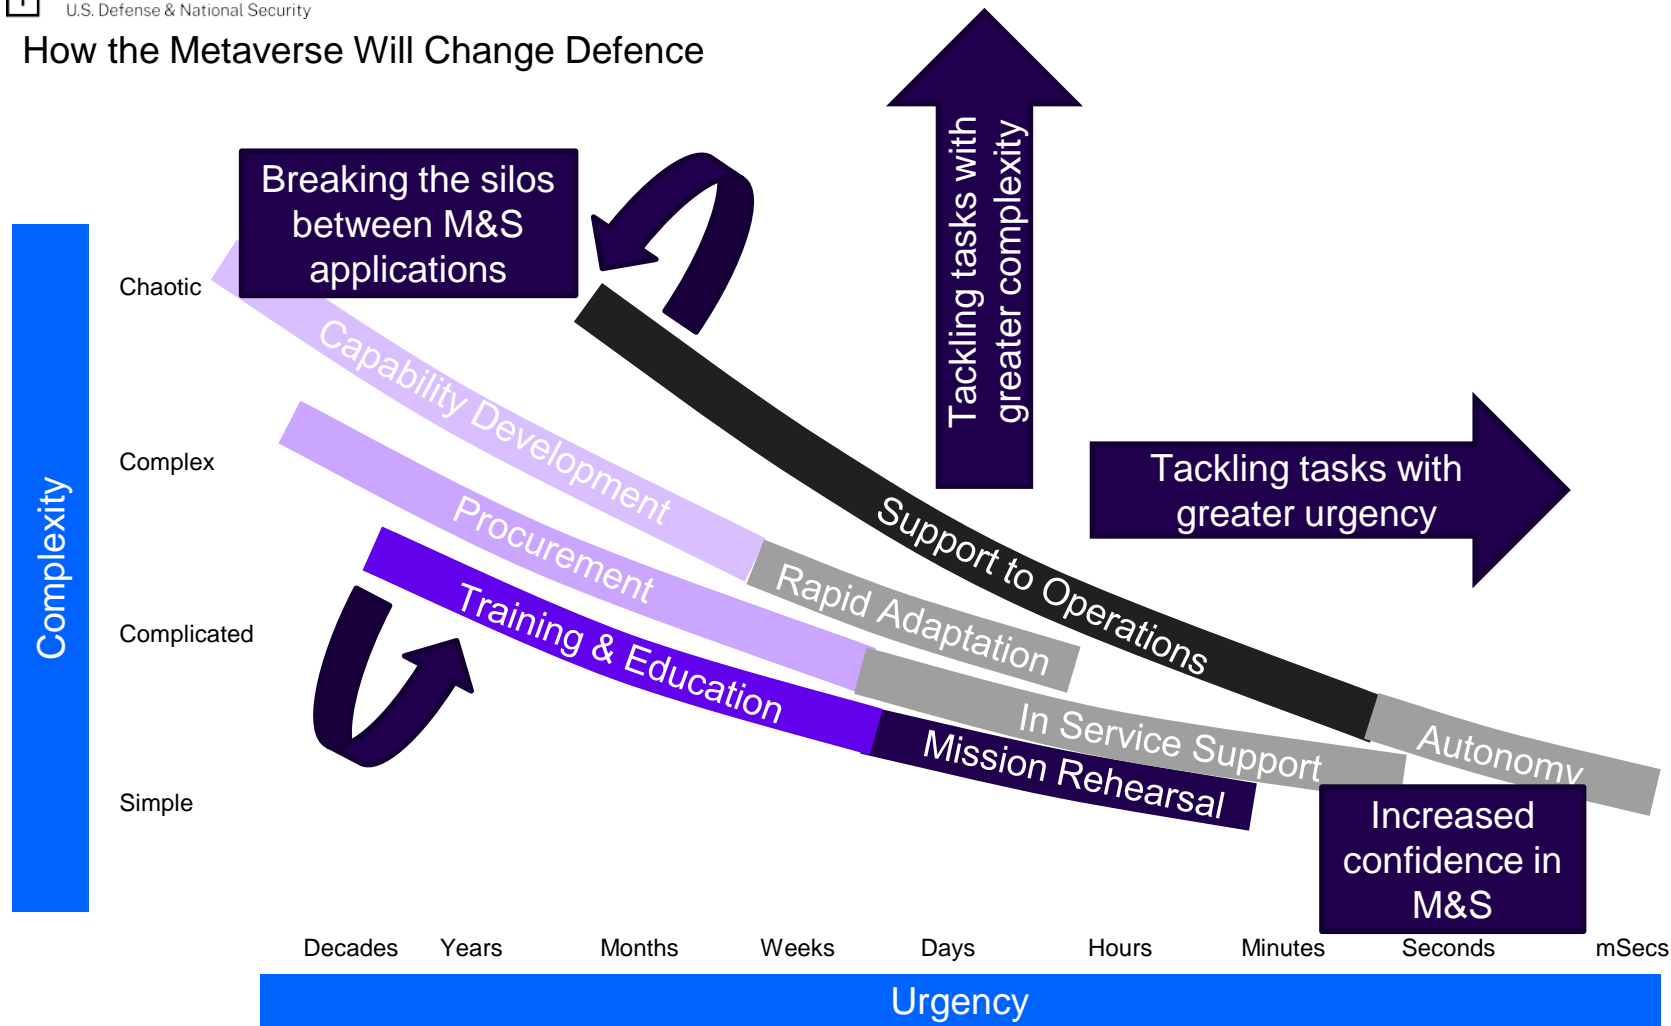 U.S. Defense & National Security
How the Metaverse Will Change Defence
Breaking the silos
between M&S
applications
Tackling tasks with
greater complexity
Tackling tasks with
greater urgency
Complexity
Chaotic
Complex
Complicated
Simple
Capability Development
Rapid Adaptation
Procurement
In Service Support
Training & Education
Mission Rehearsal
Support to Operations
Autonomy
Increased
confidence in
M&S
Decades Years Months Weeks Days Hours Minutes Seconds mSecs
Urgency